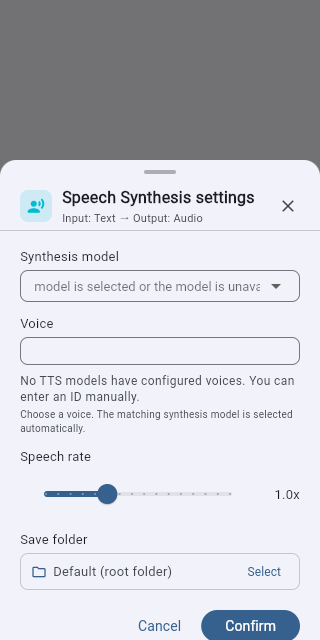 Speech Synthesis settings
Input: Text → Output: Audio
Synthesis model
model is selected or the model is
Voice
No TTS models have configured voices. You can
enter an ID manually.
Choose a voice. The matching synthesis model is selected
automatically.
Speech rate
1.0x
Save folder
Default (root folder) Select
Cancel Confirm